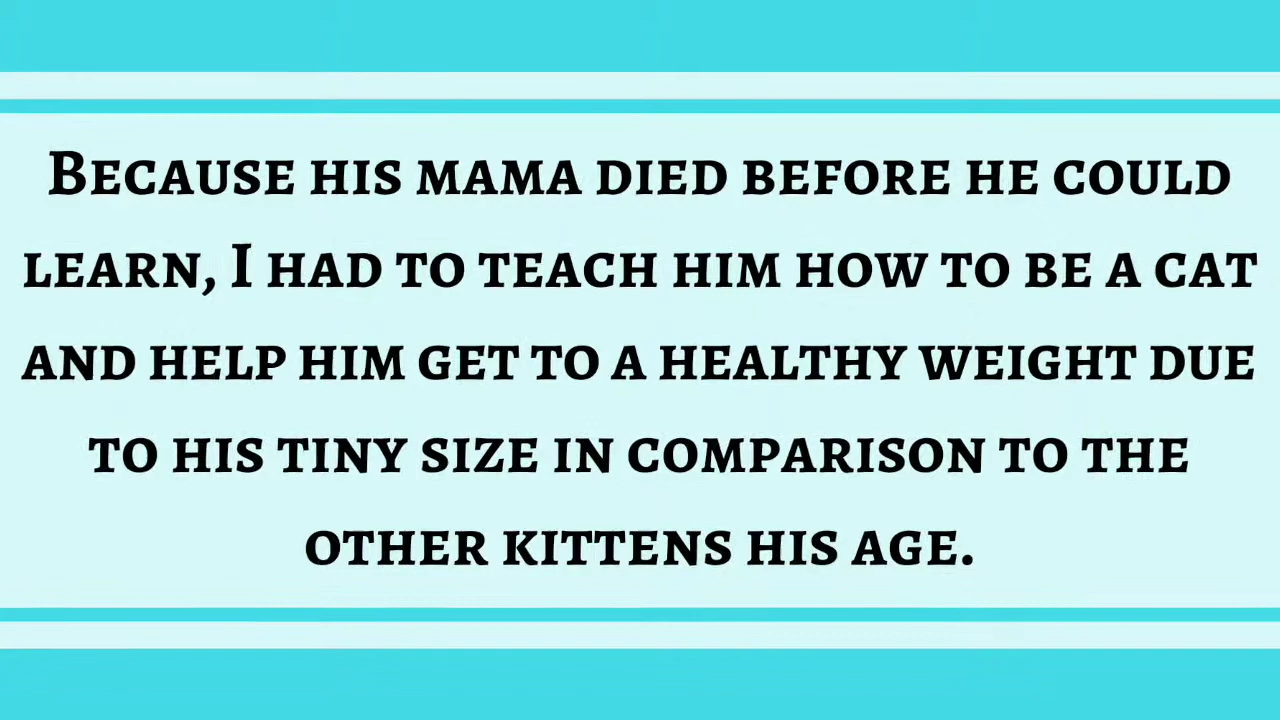 Because his mama died before he could
learn, I had to teach him how to be a cat
and help him get to a healthy weight due
to his tiny size in comparison to the
other kittens his age.